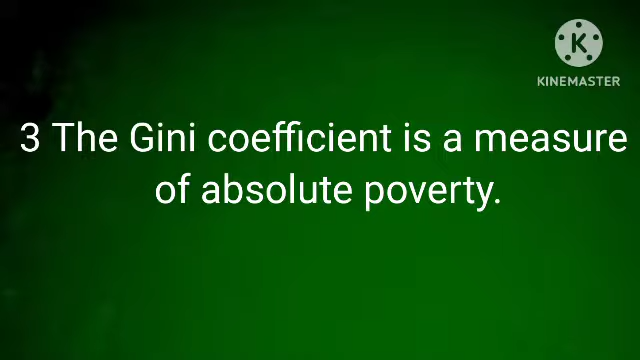 KINEMASTER
3 The Gini coefficient is a measure
of absolute poverty.